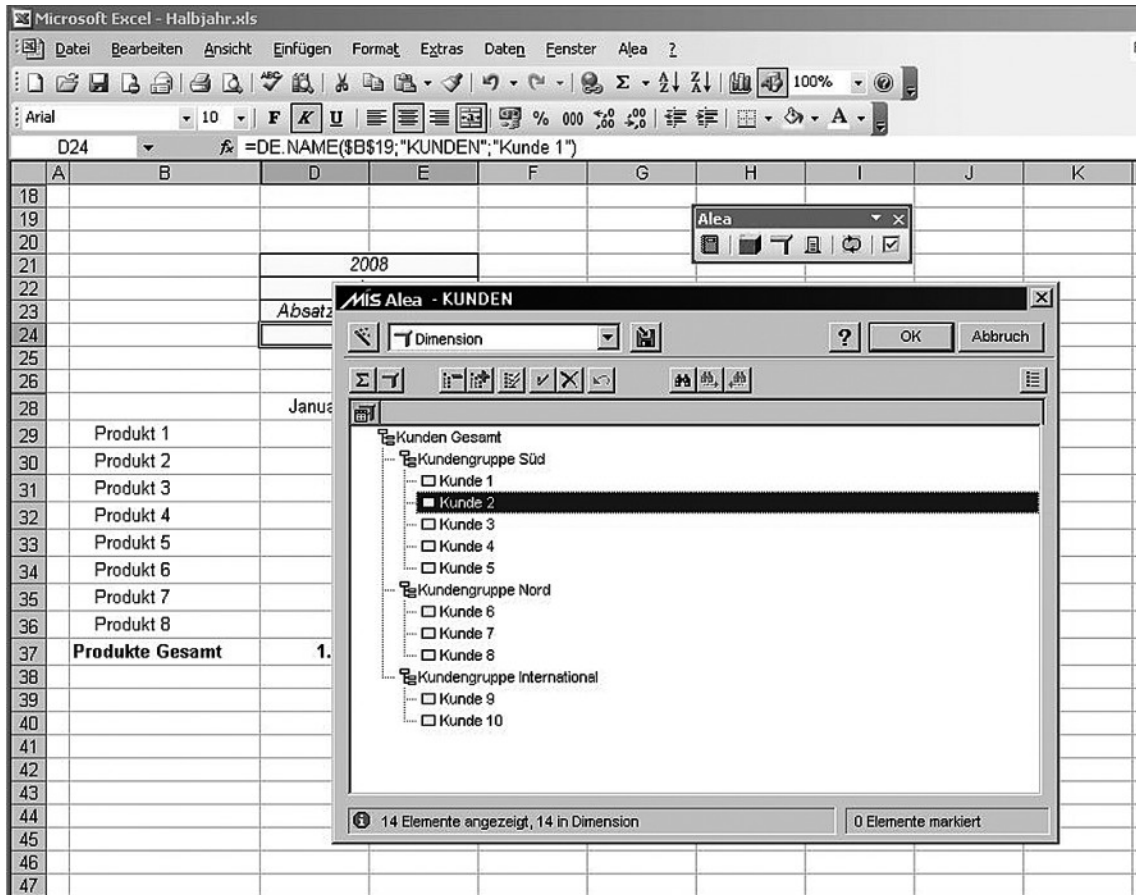 Microsoft Excel - Halbjahr.xls
Datei Bearbeiten Ansicht Einfügen Format Extras Daten Fenster Alea ?
100%
Arial 10 F K U % 000
D24 fx =DE.NAME($B$19;"KUNDEN";"Kunde 1")
A B D E F G H I J K
18
19
Alea
20
21 2008
22
23 Absatz
24
25
26
28 Janua
29 Produkt 1
30 Produkt 2
31 Produkt 3
32 Produkt 4
33 Produkt 5
34 Produkt 6
35 Produkt 7
36 Produkt 8
37 Produkte Gesamt 1.
38
39
40
41
42
43
44
45
46
47
MIS Alea - KUNDEN
Dimension ? OK Abbruch
Kunden Gesamt
Kundengruppe Süd
Kunde 1
Kunde 2
Kunde 3
Kunde 4
Kunde 5
Kundengruppe Nord
Kunde 6
Kunde 7
Kunde 8
Kundengruppe International
Kunde 9
Kunde 10
14 Elemente angezeigt, 14 in Dimension 0 Elemente markiert